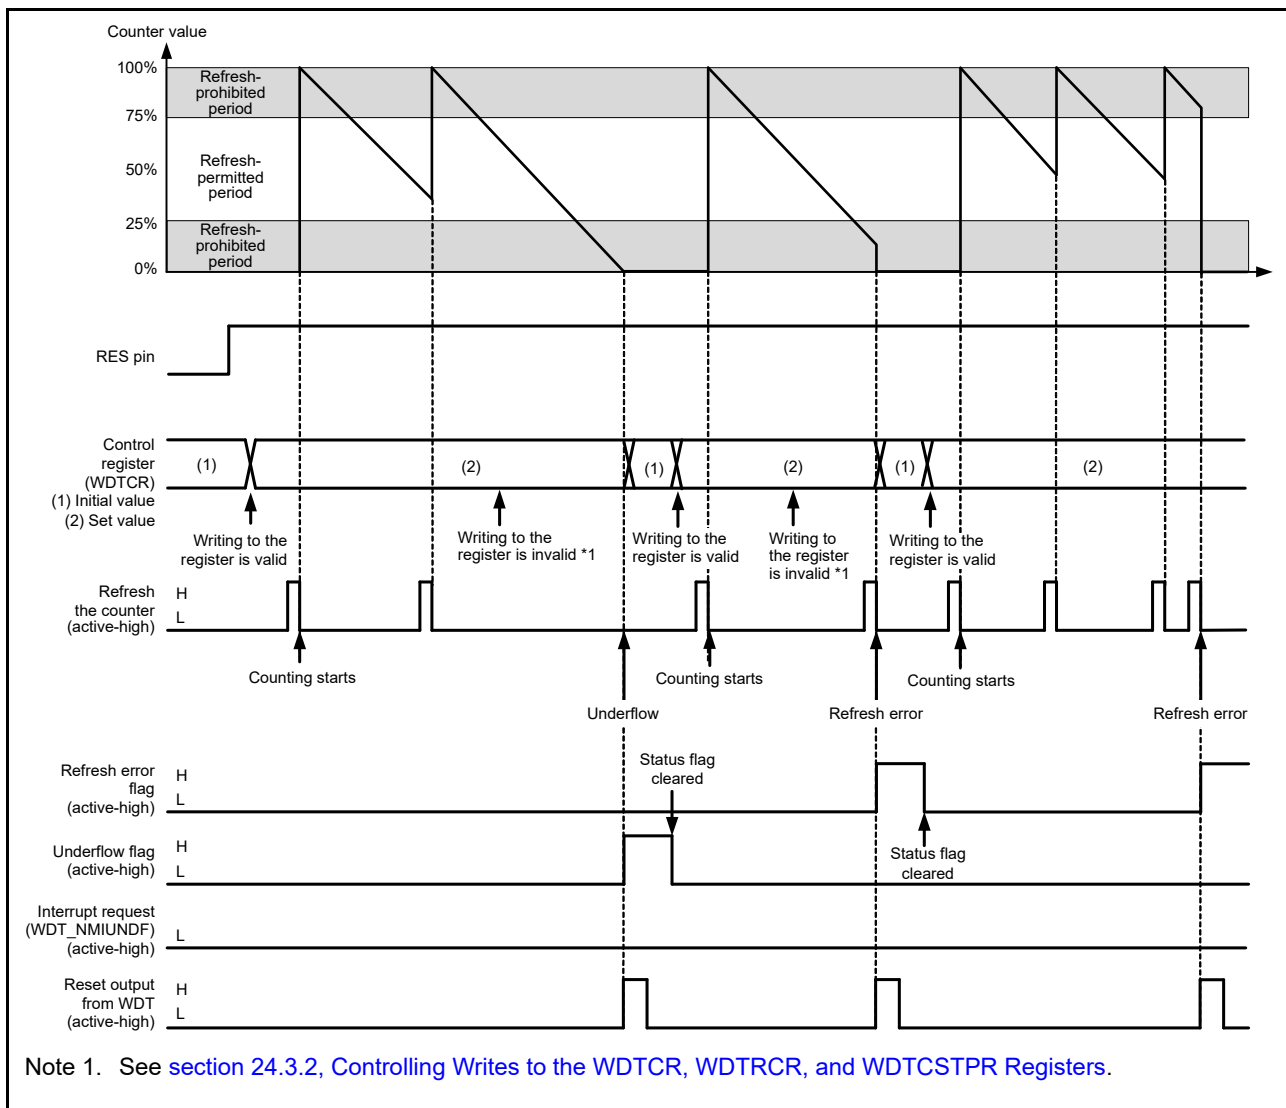 Counter value
100%
Refresh-
prohibited
period
75%
Refresh-
permitted
period
50%
25%
Refresh-
prohibited
period
0%
RES pin
Control
register
(WDTCR)
(1) Initial value
(2) Set value
(1)
(2)
(1)
(2)
(1)
(2)
Writing to the
register is valid
Writing to the
register is invalid *1
Writing to the
register is valid
Writing to
the register
is invalid *1
Writing to the
register is valid
Refresh
the counter
(active-high)
H
L
Counting starts
Counting starts
Counting starts
Underflow
Refresh error
Refresh error
Refresh error
flag
(active-high)
H
L
Status flag
cleared
Underflow flag
(active-high)
H
L
Status flag
cleared
Interrupt request
(WDT_NMIUNDF)
(active-high)
L
Reset output
from WDT
(active-high)
H
L
Note 1. See section 24.3.2, Controlling Writes to the WDTCR, WDTRCR, and WDTCSTPR Registers.